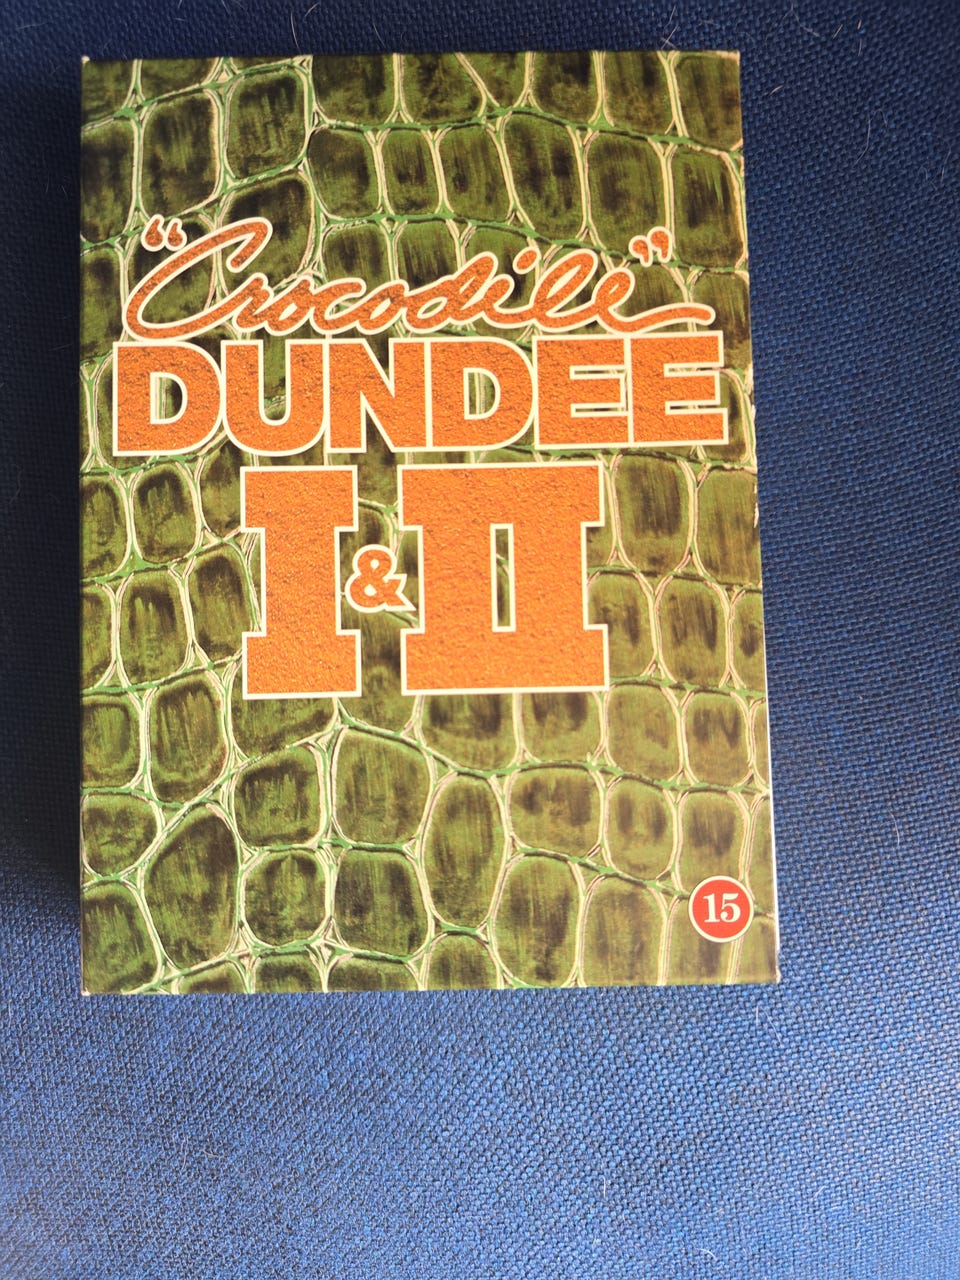 “Crocodile”
DUNDEE
I & II
15